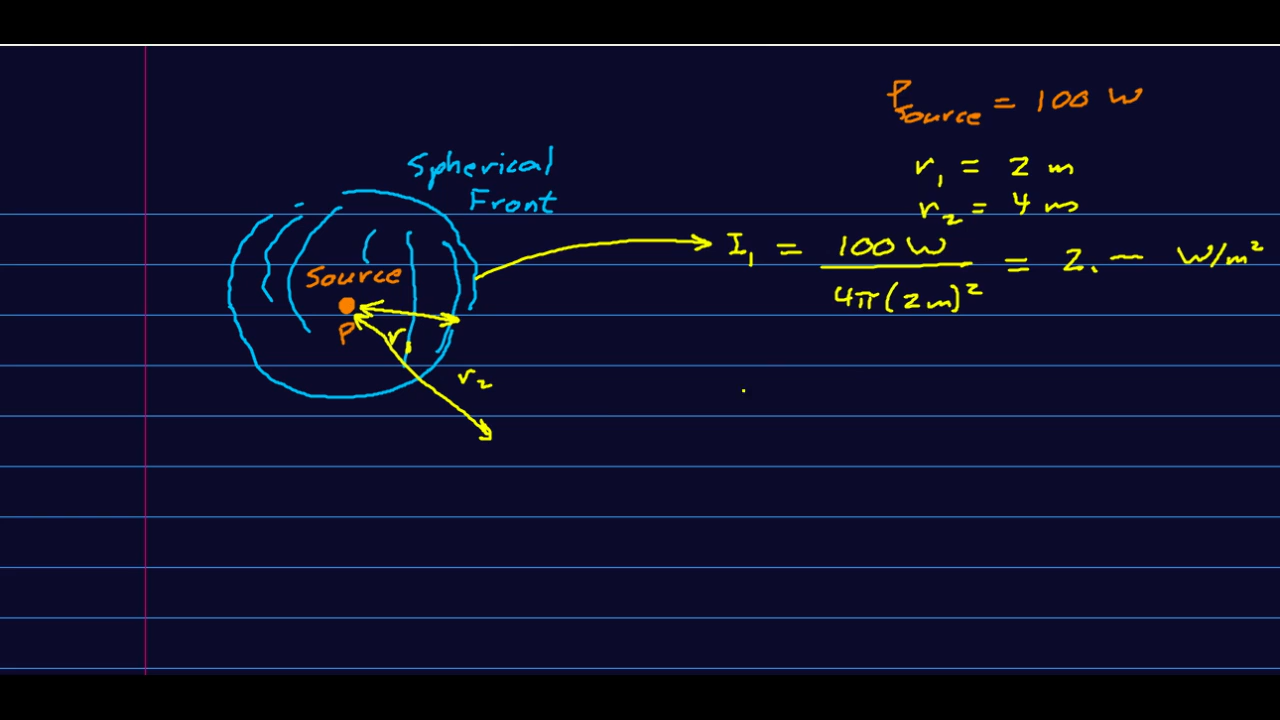 P_source = 100 W
r₁ = 2 m
r₂ = 4 m
Spherical
Front
I₁ = 100 W / 4π(2m)² = 2. — W/m²
Source
P
r₁
r₂